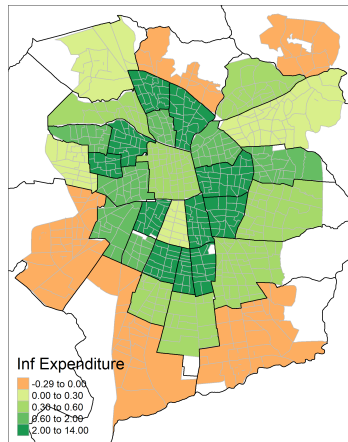 Inf Expenditure
-0.29 to 0.00
0.00 to 0.30
0.30 to 0.60
0.60 to 2.00
2.00 to 14.00